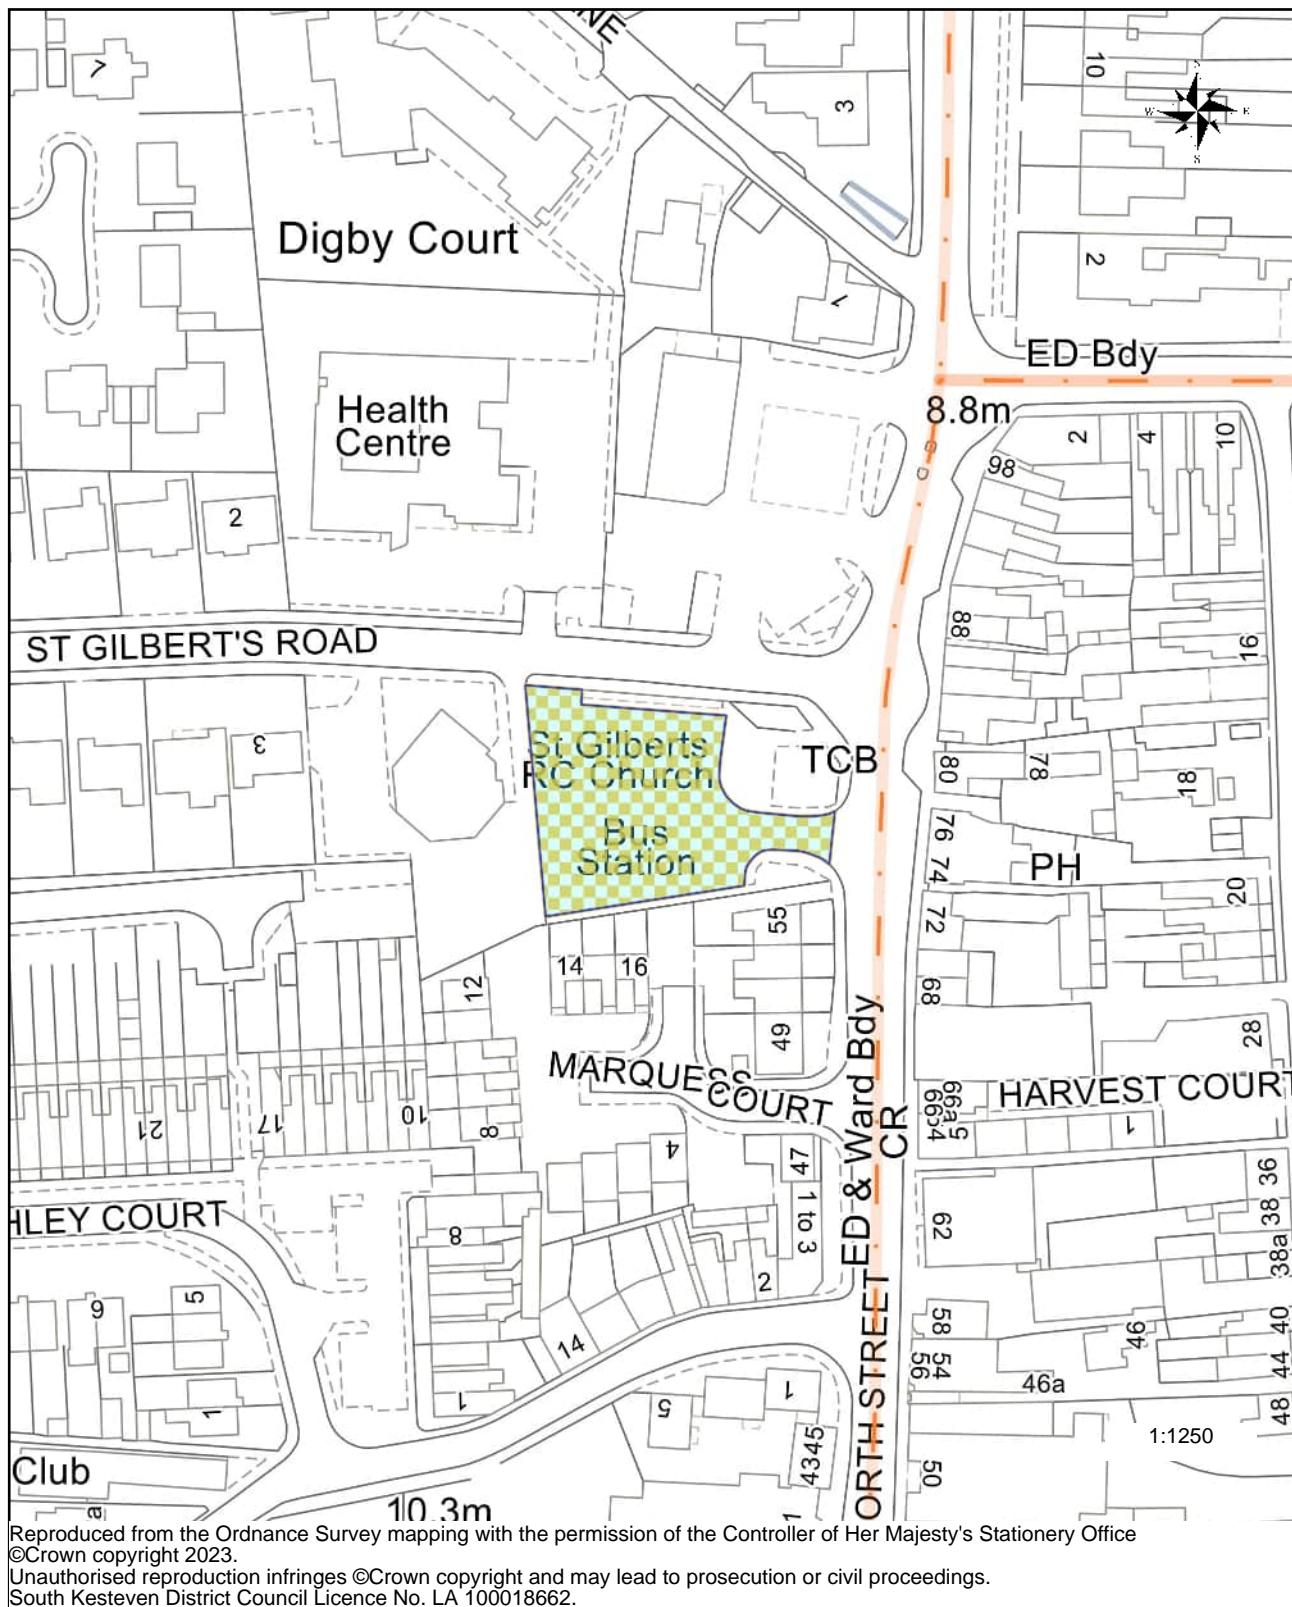 NE
7
3
10
N
W
E
S
Digby Court
1
2
ED Bdy
8.8m
Health
Centre
2
98
2
4
10
88
16
ST GILBERT'S ROAD
3
St Gilberts
RC Church
TCB
80
78
18
Bus
Station
76
74
PH
72
20
55
14
16
12
68
49
28
MARQUESS
COURT
ED & Ward Bdy
CR
HARVEST COURT
21
17
10
8
66a
1
4
47
36
HLEY COURT
8
1 to 3
62
38
38a
2
9
5
14
58
46
40
54
56
44
46a
1
1
5
1
48
1:1250
4345
NORTH STREET
50
Club
a
10.3m
1
Reproduced from the Ordnance Survey mapping with the permission of the Controller of Her Majesty's Stationery Office
©Crown copyright 2023.
Unauthorised reproduction infringes ©Crown copyright and may lead to prosecution or civil proceedings.
South Kesteven District Council Licence No. LA 100018662.